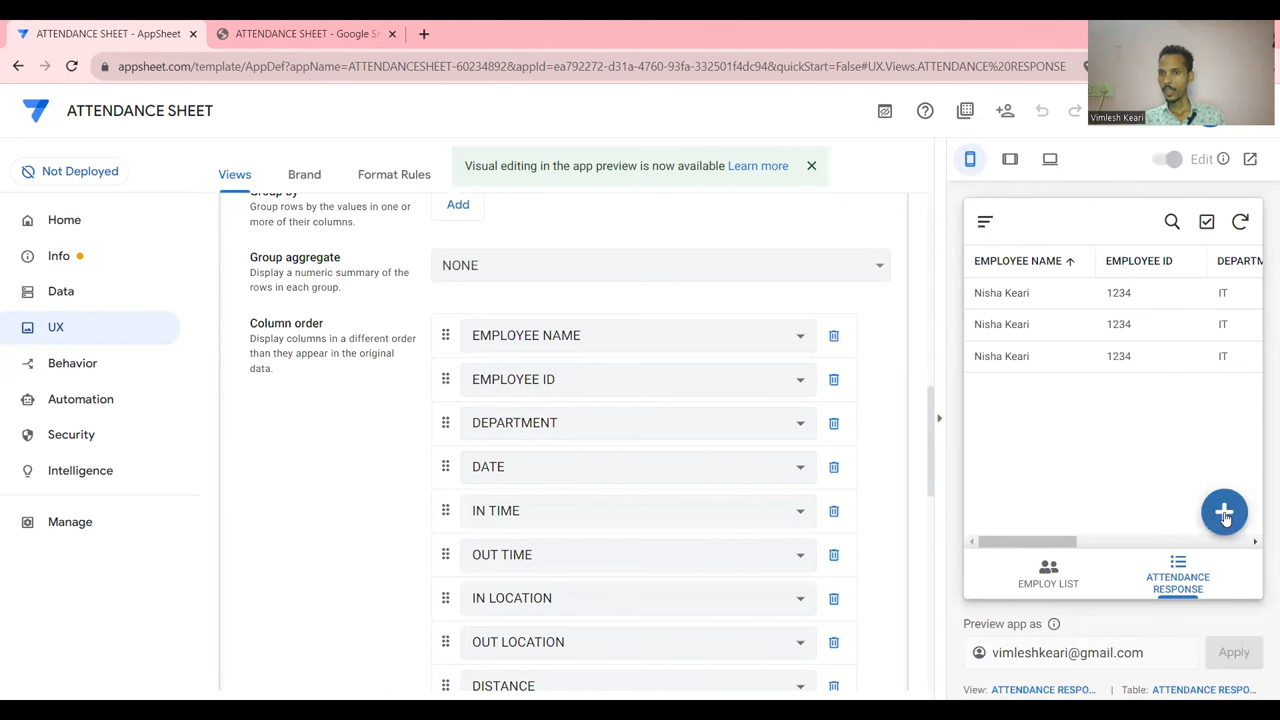 ATTENDANCE SHEET - AppSheet
ATTENDANCE SHEET - Google Sh
appsheet.com/template/AppDef?appName=ATTENDANCESHEET-60234892&appId=ea792272-d31a-4760-93fa-332501f4dc94&quickStart=False#UX.Views.ATTENDANCE%20RESPONSE
Vimlesh Keari
ATTENDANCE SHEET
Not Deployed
Home
Info
Data
UX
Behavior
Automation
Security
Intelligence
Manage
Views
Brand
Format Rules
Visual editing in the app preview is now available Learn more
Group by
Group rows by the values in one or
more of their columns.
Add
Group aggregate
Display a numeric summary of the
rows in each group.
NONE
Column order
Display columns in a different order
than they appear in the original
data.
EMPLOYEE NAME
EMPLOYEE ID
DEPARTMENT
DATE
IN TIME
OUT TIME
IN LOCATION
OUT LOCATION
DISTANCE
Edit
EMPLOYEE NAME EMPLOYEE ID DEPARTM
Nisha Keari 1234 IT
Nisha Keari 1234 IT
Nisha Keari 1234 IT
EMPLOY LIST
ATTENDANCE
RESPONSE
Preview app as
vimleshkeari@gmail.com
Apply
View: ATTENDANCE RESPO... | Table: ATTENDANCE RESPO...